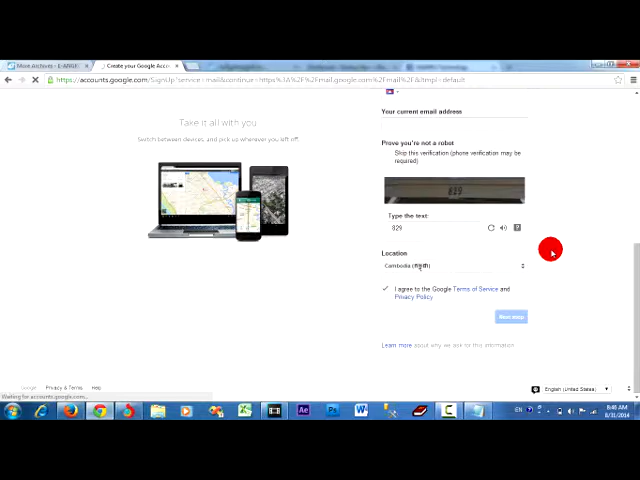 Create your Google Acco
https://accounts.google.com/SignUp?service=mail&continue=https%3A%2F%2Fmail.google.com%2Fmail%2F&ltmpl=default
Take it all with you
Switch between devices, and pick up wherever you left off.
Your current email address
Prove you're not a robot
Skip this verification (phone verification may be
required)
829
Type the text:
829
Location
Cambodia (កម្ពុជា)
I agree to the Google Terms of Service and
Privacy Policy
Next step
Learn more about why we ask for this information.
Google Privacy & Terms Help
English (United States)
Waiting for accounts.google.com...
EN
8:46 AM
8/31/2014